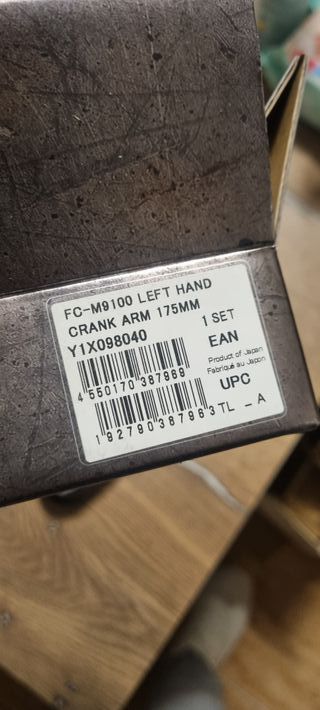 FC-M9100 LEFT HAND
CRANK ARM 175MM
Y1X098040 1 SET
4 550170 387989 EAN
Product of Japan
Fabriqué au Japon
1 92790 38796 3 UPC
TL - A